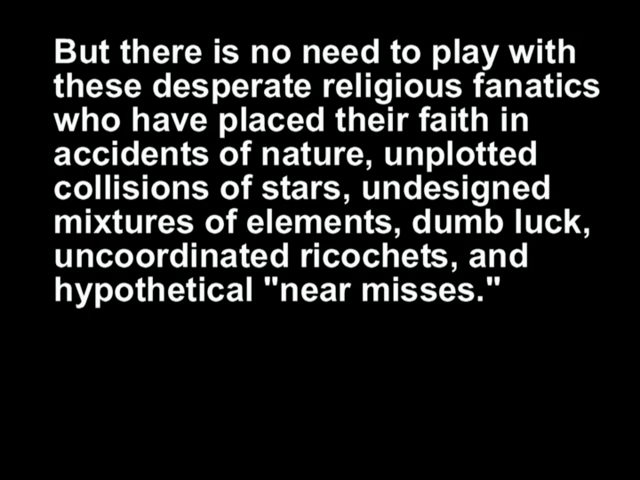 But there is no need to play with
these desperate religious fanatics
who have placed their faith in
accidents of nature, unplotted
collisions of stars, undesigned
mixtures of elements, dumb luck,
uncoordinated ricochets, and
hypothetical "near misses."